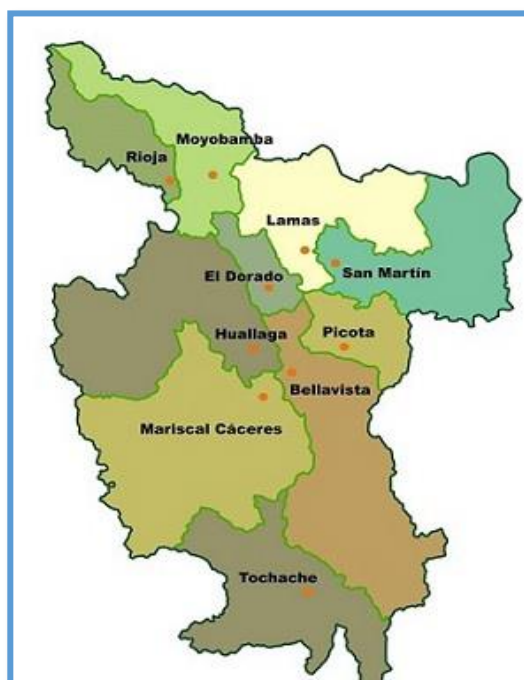 Moyobamba
Rioja
Lamas
San Martín
El Dorado
Huallaga
Picota
Bellavista
Mariscal Cáceres
Tochache